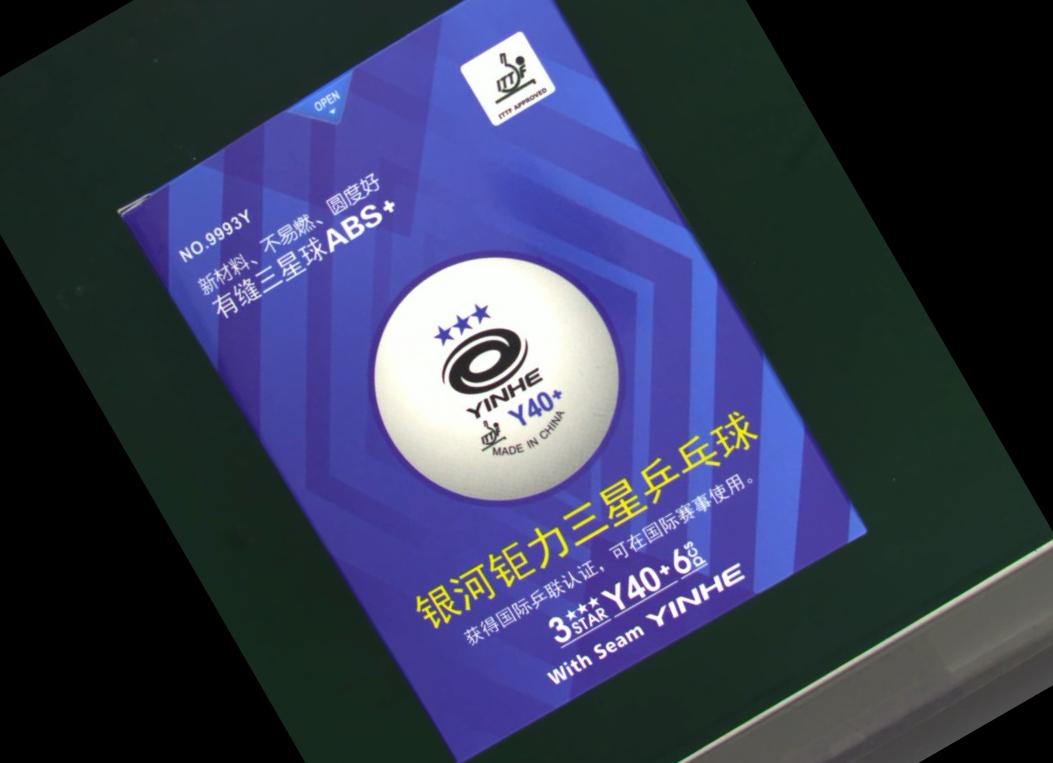 OPEN
ITTF
ITTF APPROVED
NO.9993Y
新材料、不易燃、圆度好
有缝三星球ABS+
YINHE
Y40+
MADE IN CHINA
银河钜力三星乒乓球
获得国际乒联认证，可在国际赛事使用。
3 STAR Y40+ 6 PCS
With Seam YINHE